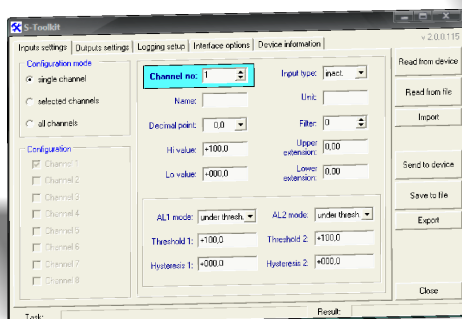 S-Toolkit
v 2.0.0.115
Inputs settings Outputs settings Logging setup Interface options Device information
Configuration mode
single channel
selected channels
all channels
Configuration
Channel 1
Channel 2
Channel 3
Channel 4
Channel 5
Channel 6
Channel 7
Channel 8
Channel no: 1 Input type: inact.
Name: Unit:
Decimal point: 0,0 Filter: 0
Hi value: +100,0 Upper extension: 0,00
Lo value: +000,0 Lower extension: 0,00
AL1 mode: under thresh. AL2 mode: under thresh.
Threshold 1: +100,0 Threshold 2: +100,0
Hysteresis 1: +000,0 Hysteresis 2: +000,0
Read from device
Read from file
Import
Send to device
Save to file
Export
Close
Task: Result: